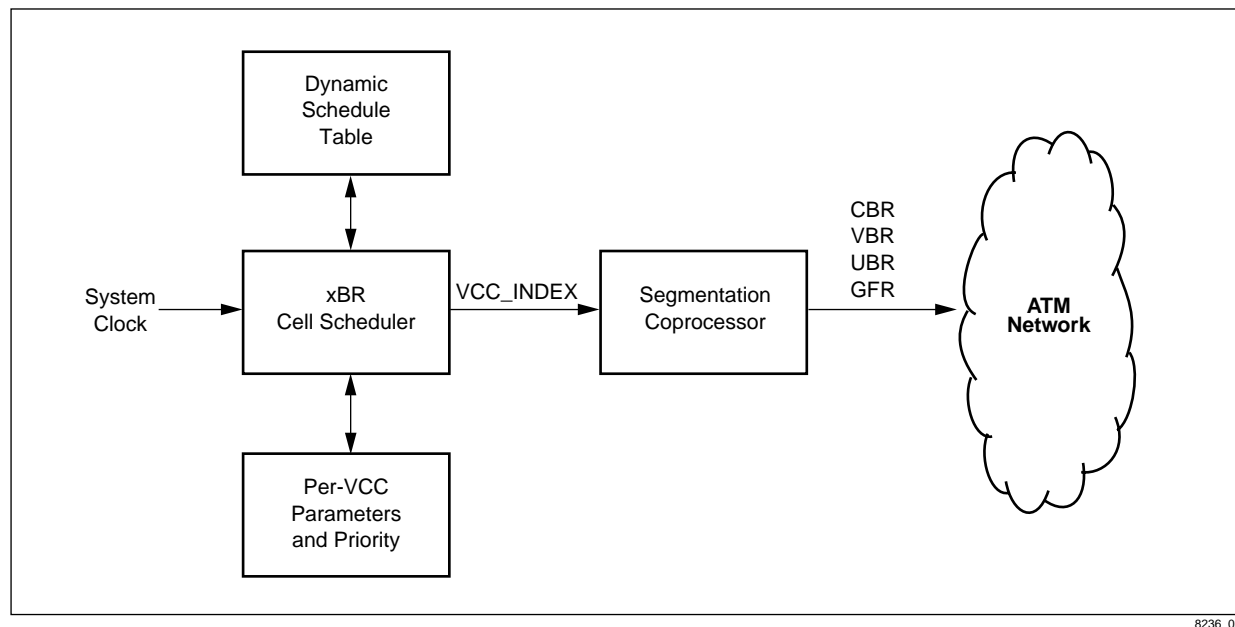 Dynamic
Schedule
Table
System
Clock
xBR
Cell Scheduler
VCC_INDEX
Segmentation
Coprocessor
CBR
VBR
UBR
GFR
ATM
Network
Per-VCC
Parameters
and Priority